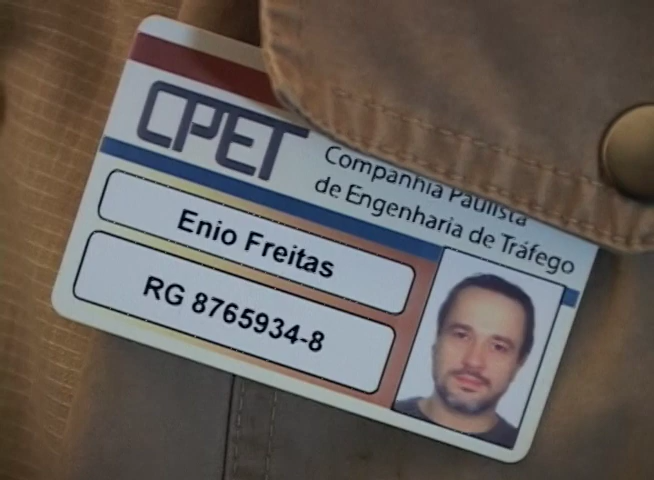 CPET
Companhia Paulista
de Engenharia de Tráfego
Enio Freitas
RG 8765934-8